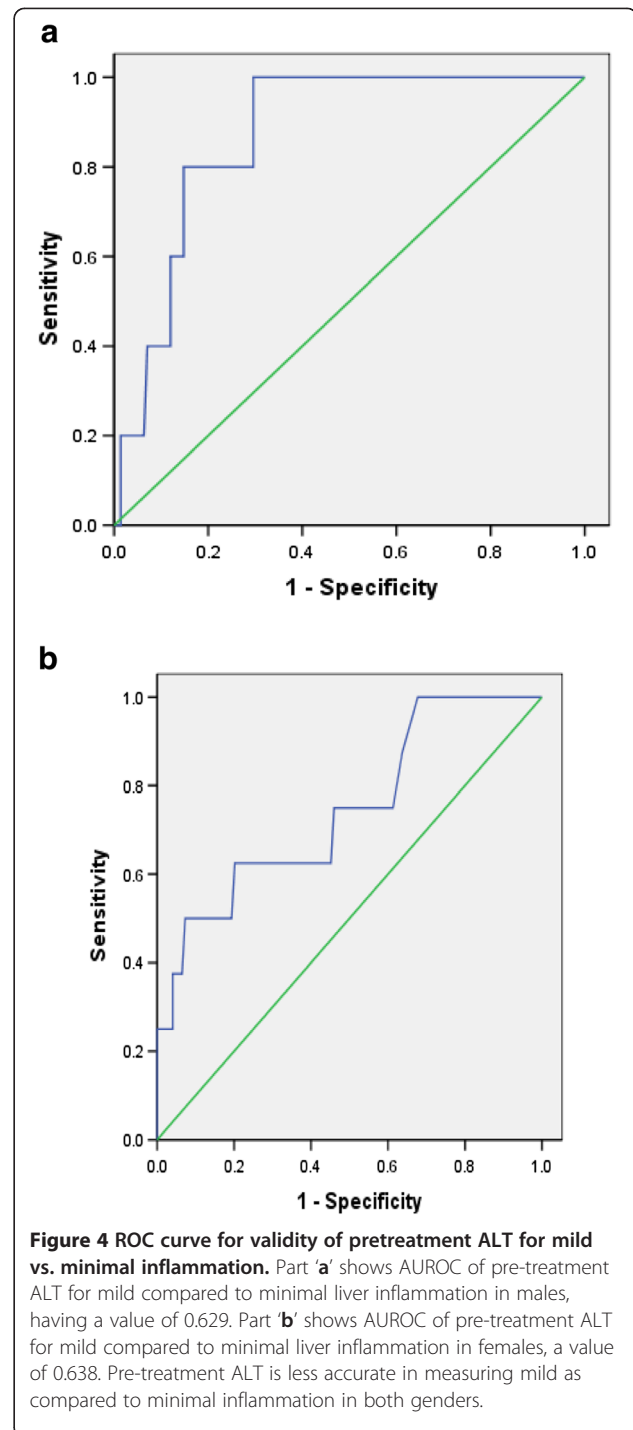 a
1.0
0.8
0.6
0.4
0.2
0.0
Sensitivity
0.0 0.2 0.4 0.6 0.8 1.0
1 - Specificity
b
1.0
0.8
0.6
0.4
0.2
0.0
Sensitivity
0.0 0.2 0.4 0.6 0.8 1.0
1 - Specificity
Figure 4 ROC curve for validity of pretreatment ALT for mild
vs. minimal inflammation. Part ‘a’ shows AUROC of pre-treatment
ALT for mild compared to minimal liver inflammation in males,
having a value of 0.629. Part ‘b’ shows AUROC of pre-treatment ALT
for mild compared to minimal liver inflammation in females, a value
of 0.638. Pre-treatment ALT is less accurate in measuring mild as
compared to minimal inflammation in both genders.